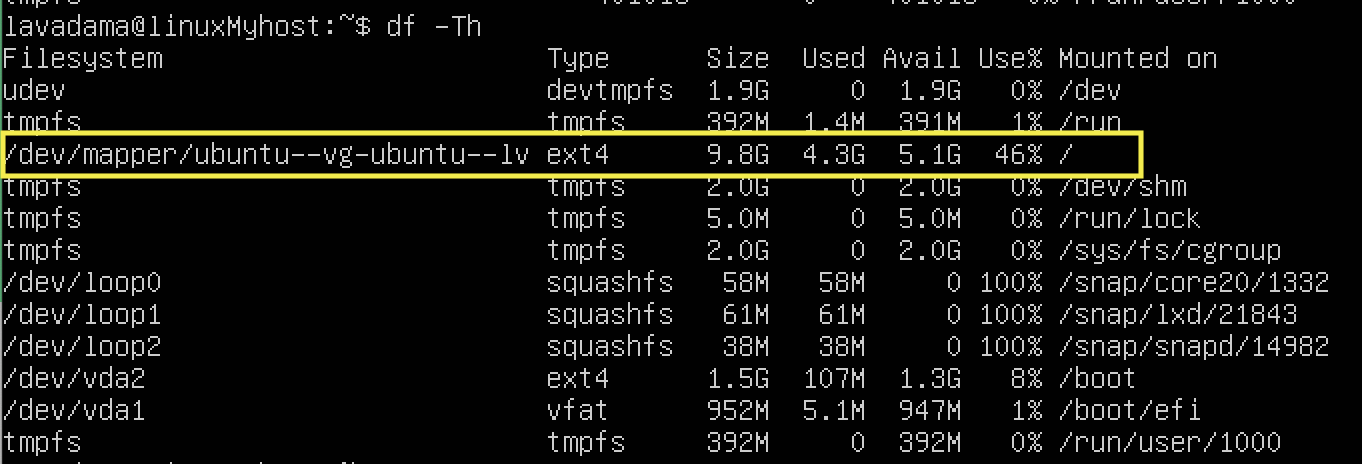 lavadama@linuxMyhost:~$ df -Th
Filesystem Type Size Used Avail Use% Mounted on
udev devtmpfs 1.9G 0 1.9G 0% /dev
tmpfs tmpfs 392M 1.4M 391M 1% /run
/dev/mapper/ubuntu--vg-ubuntu--lv ext4 9.8G 4.3G 5.1G 46% /
tmpfs tmpfs 2.0G 0 2.0G 0% /dev/shm
tmpfs tmpfs 5.0M 0 5.0M 0% /run/lock
tmpfs tmpfs 2.0G 0 2.0G 0% /sys/fs/cgroup
/dev/loop0 squashfs 58M 58M 0 100% /snap/core20/1332
/dev/loop1 squashfs 61M 61M 0 100% /snap/lxd/21843
/dev/loop2 squashfs 38M 38M 0 100% /snap/snapd/14982
/dev/vda2 ext4 1.5G 107M 1.3G 8% /boot
/dev/vda1 vfat 952M 5.1M 947M 1% /boot/efi
tmpfs tmpfs 392M 0 392M 0% /run/user/1000